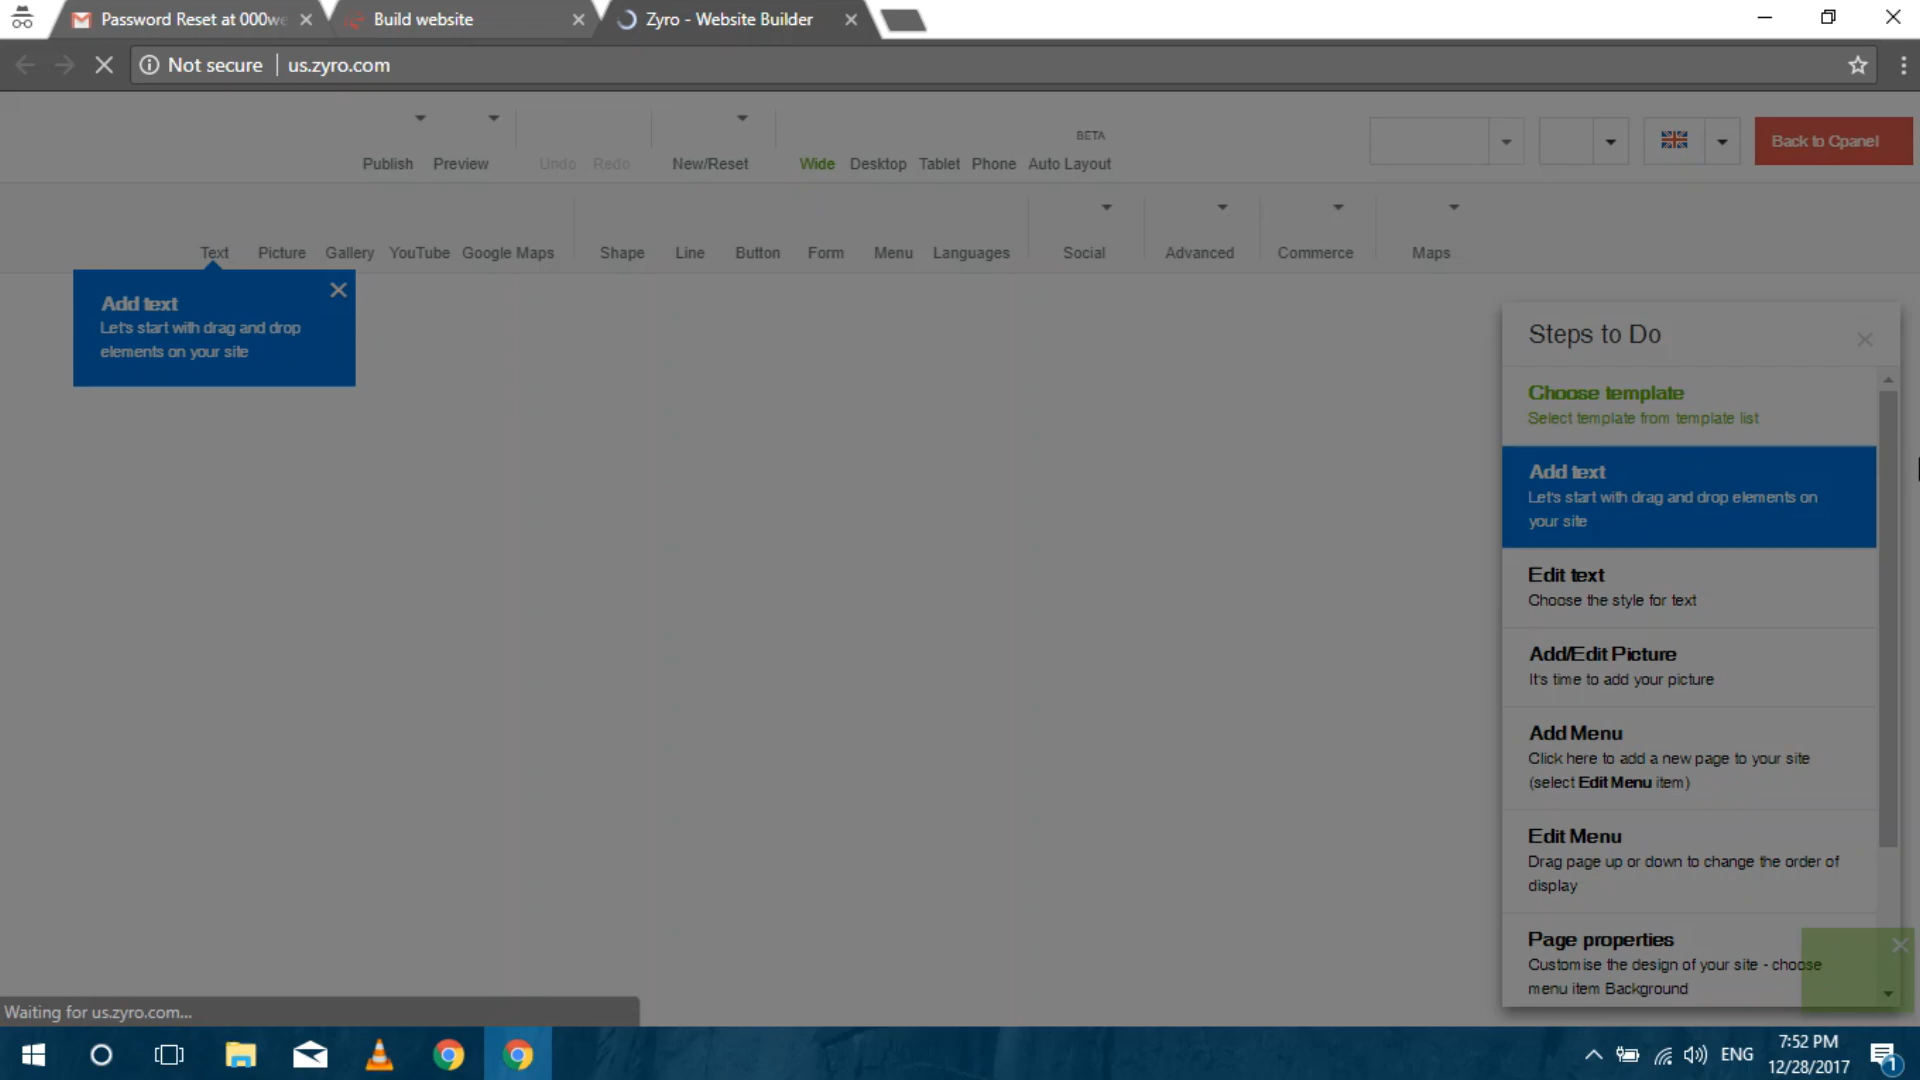 Password Reset at 000we
Build website
Zyro - Website Builder
Not secure
us.zyro.com
BETA
Publish
Preview
Undo
Redo
New/Reset
Wide
Desktop
Tablet
Phone
Auto Layout
Back to Cpanel
Text
Picture
Gallery
YouTube
Google Maps
Shape
Line
Button
Form
Menu
Languages
Social
Advanced
Commerce
Maps
Add text
Let's start with drag and drop
elements on your site
Steps to Do
Choose template
Select template from template list
Add text
Let's start with drag and drop elements on
your site
Edit text
Choose the style for text
Add/Edit Picture
It's time to add your picture
Add Menu
Click here to add a new page to your site
(select Edit Menu item)
Edit Menu
Drag page up or down to change the order of
display
Page properties
Customise the design of your site - choose
menu item Background
Waiting for us.zyro.com...
ENG
7:52 PM
12/28/2017
1